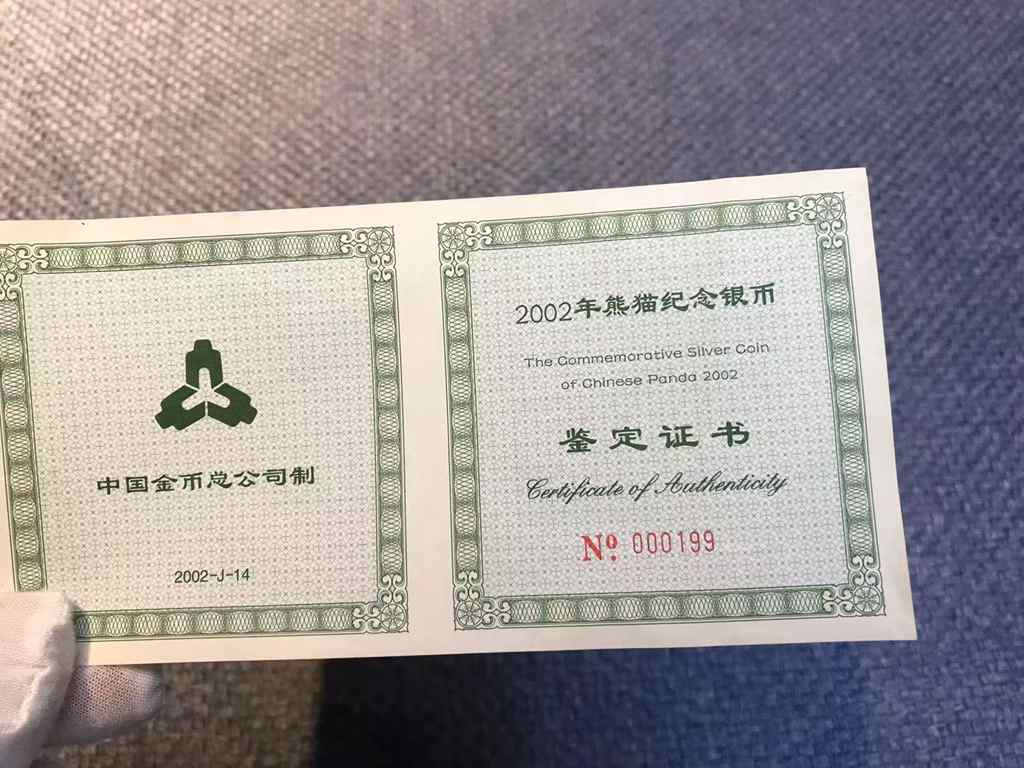 中国金币总公司制
2002-J-14
2002年熊猫纪念银币
The Commemorative Silver Coin
of Chinese Panda 2002
鉴定证书
Certificate of Authenticity
Nº. 000199